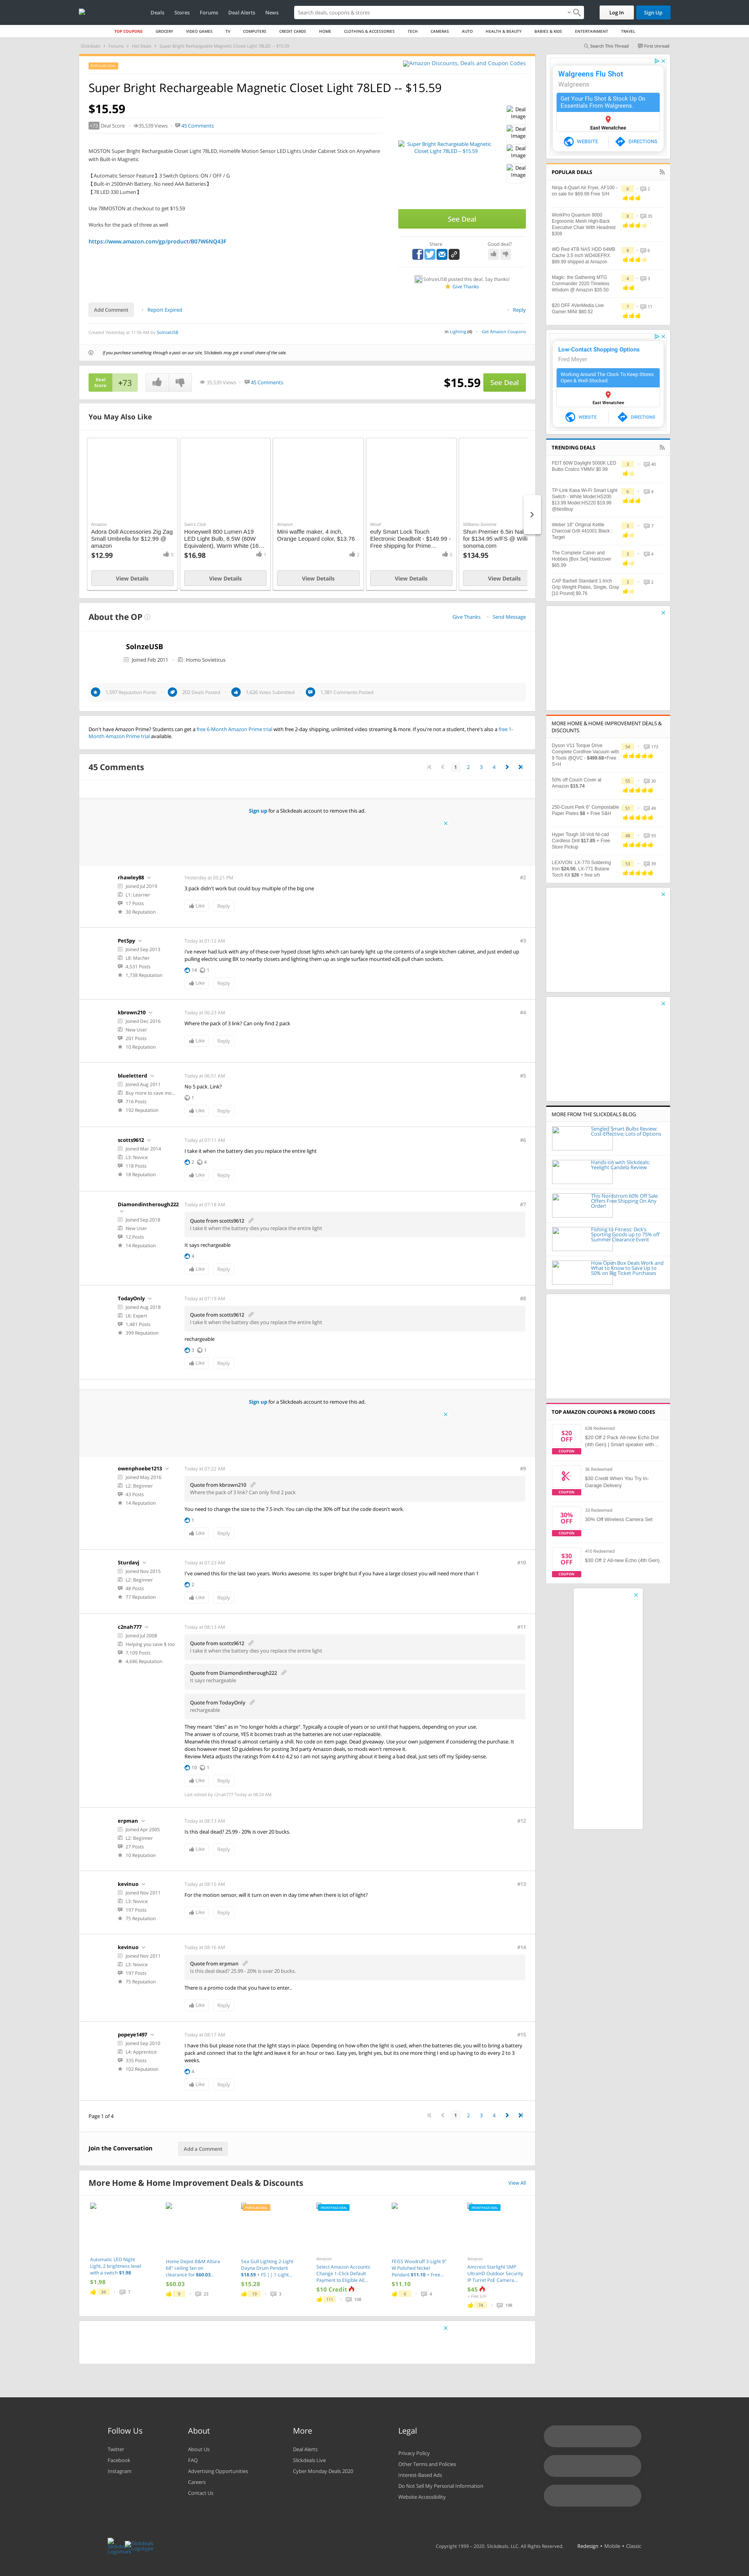 Deals Stores Forums Deal Alerts News
Search deals, coupons & stores
Log In Sign Up
TOP COUPONS GROCERY VIDEO GAMES TV COMPUTERS CREDIT CARDS HOME CLOTHING & ACCESSORIES TECH CAMERAS AUTO HEALTH & BEAUTY BABIES & KIDS ENTERTAINMENT TRAVEL
Slickdeals Forums Hot Deals Super Bright Rechargeable Magnetic Closet Light 78LED -- $15.59
Search This Thread First Unread
Amazon Discounts, Deals and Coupon Codes
Super Bright Rechargeable Magnetic Closet Light 78LED -- $15.59
$15.59
+73 Deal Score 35,539 Views 45 Comments
MOSTON Super Bright Rechargeable Closet Light 78LED, Homelife Motion Sensor LED Lights Under Cabinet Stick on Anywhere
with Built-in Magnetic
【Automatic Sensor Feature】3 Switch Options: ON / OFF / G
【Built-in 2500mAH Battery. No need AAA Batteries】
【78 LED 330 Lumen】
Use 78MOSTON at checkout to get $15.59
Works for the pack of three as well
https://www.amazon.com/gp/product/B07W6NQ43F
Super Bright Rechargeable Magnetic
Closet Light 78LED -- $15.59
Deal Image
Deal Image
Deal Image
Deal Image
See Deal
Share Good deal?
SolnzeUSB posted this deal. Say thanks!
Give Thanks
Add Comment Report Expired Reply
Created Yesterday at 11:56 AM by SolnzeUSB
in Lighting (4) Get Amazon Coupons
If you purchase something through a post on our site, Slickdeals may get a small share of the sale.
Deal Score +73 35,539 Views 45 Comments $15.59 See Deal
You May Also Like
Amazon
Adora Doll Accessories Zig Zag Small-Umbrella for $12.99 @ amazon
$12.99 0
View Details
Sam's Club
Honeywell 800 Lumen A19 LED Light Bulb, 8.5W (60W Equivalent), Warm White (16...
$16.98 1
View Details
Amazon
Mini waffle maker, 4 inch, Orange Leopard color, $13.76
2
View Details
Woot!
eufy Smart Lock Touch Electronic Deadbolt - $149.99 - Free shipping for Prime...
0
View Details
Williams-Sonoma
Shun Premier 6.5in Nak
for $134.95 w/FS @ Willi
sonoma.com
$134.95
View Details
About the OP
Give Thanks Send Message
SolnzeUSB
Joined Feb 2011 Homo Sovieticus
1,597 Reputation Points 202 Deals Posted 1,626 Votes Submitted 1,381 Comments Posted
Don't have Amazon Prime? Students can get a free 6-Month Amazon Prime trial with free 2-day shipping, unlimited video streaming & more. If you're not a student, there's also a free 1-
Month Amazon Prime trial available.
45 Comments
1 2 3 4
Sign up for a Slickdeals account to remove this ad.
rhawley88 Yesterday at 05:21 PM #2
Joined Jul 2019
L1: Learner
17 Posts
30 Reputation
3 pack didn't work but could buy multiple of the big one
Like Reply
PetSpy Today at 01:12 AM #3
Joined Sep 2013
L8: Macher
4,531 Posts
1,738 Reputation
i've never had luck with any of these over hyped closet lights which can barely light up the contents of a single kitchen cabinet, and just ended up
pulling electric using BX to nearby closets and lighting them up as single surface mounted e26 pull chain sockets.
14 1
Like Reply
kbrown210 Today at 06:23 AM #4
Joined Dec 2016
New User
201 Posts
10 Reputation
Where the pack of 3 link? Can only find 2 pack
Like Reply
blueletterd Today at 06:51 AM #5
Joined Aug 2011
Buy more to save mo...
716 Posts
192 Reputation
No 5 pack. Link?
1
Like Reply
scotts9612 Today at 07:11 AM #6
Joined Mar 2014
L3: Novice
118 Posts
18 Reputation
I take it when the battery dies you replace the entire light
2 4
Like Reply
Diamondintherough222 Today at 07:18 AM #7
Joined Sep 2018
New User
12 Posts
14 Reputation
Quote from scotts9612
I take it when the battery dies you replace the entire light
It says rechargeable
4
Like Reply
TodayOnly Today at 07:19 AM #8
Joined Aug 2018
L6: Expert
1,481 Posts
399 Reputation
Quote from scotts9612
I take it when the battery dies you replace the entire light
rechargeable
3 1
Like Reply
Sign up for a Slickdeals account to remove this ad.
owenphoebe1213 Today at 07:22 AM #9
Joined May 2016
L2: Beginner
43 Posts
14 Reputation
Quote from kbrown210
Where the pack of 3 link? Can only find 2 pack
You need to change the size to the 7.5 inch. You can clip the 30% off but the code doesn't work.
1
Like Reply
Sturdavj Today at 07:23 AM #10
Joined Nov 2015
L2: Beginner
48 Posts
77 Reputation
I've owned this for the last two years. Works awesome. Its super bright but if you have a large closest you will need more than 1
2
Like Reply
c2nah777 Today at 08:13 AM #11
Joined Jul 2008
Helping you save $ too
7,109 Posts
4,686 Reputation
Quote from scotts9612
I take it when the battery dies you replace the entire light
Quote from Diamondintherough222
It says rechargeable
Quote from TodayOnly
rechargeable
They meant "dies" as in "no longer holds a charge". Typically a couple of years or so until that happens, depending on your use.
The answer is of course, YES it bcomes trash as the batteries are not user-replaceable.
Meanwhile this thread is almost certainly a shill. No code on item page. Dead giveaway. Use your own judgement if considering the purchase. It
does however meet SD guidelines for posting 3rd party Amazon deals, so mods won't remove it.
Review Meta adjusts the ratings from 4.4 to 4.2 so I am not saying anything about it being a bad deal, just sets off my Spidey-sense.
10 5
Like Reply
Last edited by c2nah777 Today at 08:24 AM
erpman Today at 08:13 AM #12
Joined Apr 2005
L2: Beginner
27 Posts
10 Reputation
Is this deal dead? 25.99 - 20% is over 20 bucks.
Like Reply
kevinuo Today at 08:15 AM #13
Joined Nov 2011
L3: Novice
197 Posts
75 Reputation
For the motion sensor, will it turn on even in day time when there is lot of light?
Like Reply
kevinuo Today at 08:16 AM #14
Joined Nov 2011
L3: Novice
197 Posts
75 Reputation
Quote from erpman
Is this deal dead? 25.99 - 20% is over 20 bucks.
There is a promo code that you have to enter..
Like Reply
popeye1497 Today at 08:17 AM #15
Joined Sep 2010
L4: Apprentice
335 Posts
102 Reputation
I have this but please note that the light stays in place. Depending on how often the light is used, when the batteries die, you will to bring a battery
pack and connect that to the light and leave it for an hour or two. Easy yes, light yes, but its one more thing I end up having to do every 2 to 3
weeks.
4
Like Reply
Page 1 of 4 1 2 3 4
Join the Conversation Add a Comment
More Home & Home Improvement Deals & Discounts View All
Automatic LED Night Light, 2 brightness level with a switch $1.98
$1.98
7
Home Depot B&M Altura 68" ceiling fan on clearance for $60.03...
$60.03
9 23
Sea Gull Lighting 2-Light Dayna Drum Pendant $18.59 + FS | | 1-Light...
$15.28
19 3
Amazon
Select Amazon Accounts: Change 1-Click Default Payment to Eligible AE...
$10 Credit
111 108
FEISS Woodruff 3-Light 9" W Polished Nickel Pendant $11.10 + Free...
$11.10
6 4
Amazon
Amcrest Starlight 5MP UltraHD Outdoor Security IP Turret PoE Camera...
$45
+ Free S/H
74 108
Follow Us
Twitter
Facebook
Instagram
About
About Us
FAQ
Advertising Opportunities
Careers
Contact Us
More
Deal Alerts
Slickdeals Live
Cyber Monday Deals 2020
Legal
Privacy Policy
Other Terms and Policies
Interest-Based Ads
Do Not Sell My Personal Information
Website Accessibility
Copyright 1999 - 2020. Slickdeals, LLC. All Rights Reserved. Redesign • Mobile • Classic
Walgreens Flu Shot
Walgreens
Get Your Flu Shot & Stock Up On
Essentials From Walgreens.
East Wenatchee
WEBSITE DIRECTIONS
POPULAR DEALS
Ninja 4-Quart Air Fryer, AF100 - on sale for $69.99 Free S/H
2
WorkPro Quantum 9000 Ergonomic Mesh High-Back Executive Chair With Headrest $309
35
WD Red 4TB NAS HDD 64MB Cache 3.5 inch WD40EFRX $89.99 shipped at Amazon
6
Magic: the Gathering MTG Commander 2020 Timeless Wisdom @ Amazon $35.50
3
$20 OFF AVerMedia Live Gamer MINI $80.52
11
Low-Contact Shopping Options
Fred Meyer
Working Around The Clock To Keep Stores
Open & Well-Stocked.
East Wenatchee
WEBSITE DIRECTIONS
TRENDING DEALS
FEIT 60W Daylight 5000K LED Bulbs Costco YMMV $0.99
40
TP-Link Kasa Wi-Fi Smart Light Switch - White Model:HS200 $13.99 Model:HS220 $19.99 @bestbuy
Weber 18" Original Kettle Charcoal Grill 441001 Black : Target
7
The Complete Calvin and Hobbes [Box Set] Hardcover $65.99
4
CAP Barbell Standard 1-Inch Grip Weight Plates, Single, Gray [10 Pound] $9.76
2
MORE HOME & HOME IMPROVEMENT DEALS &
DISCOUNTS
Dyson V11 Torque Drive Complete Cordfree Vacuum with 9 Tools @QVC - $499.68+Free S+H
54 173
50% off Couch Cover at Amazon $15.74
55 30
250-Count Perk 6" Compostable Paper Plates $8 + Free S&H
51 49
Hyper Tough 18-Volt Ni-cad Cordless Drill $17.85 + Free Store Pickup
48 93
LEXIVON: LX-770 Soldering Iron $24.56, LX-771 Butane Torch Kit $26 + free s/h
53 39
MORE FROM THE SLICKDEALS BLOG
Sengled Smart Bulbs Review: Cost-Effective; Lots of Options
Hands-on with Slickdeals: Yeelight Candela Review
This Nordstrom 60% Off Sale Offers Free Shipping On Any Order!
Fishing to Fitness: Dick's Sporting Goods up to 75% off Summer Clearance Event
How Open Box Deals Work and What to Know to Save Up to 50% on Big Ticket Purchases
TOP AMAZON COUPONS & PROMO CODES
$20 OFF COUPON 638 Redeemed
$20 Off 2 Pack All-new Echo Dot (4th Gen) | Smart speaker with...
COUPON 36 Redeemed
$30 Credit When You Try In-Garage Delivery
30% OFF COUPON 33 Redeemed
30% Off Wireless Camera Set
$30 OFF COUPON 410 Redeemed
$30 Off 2 All-new Echo (4th Gen)